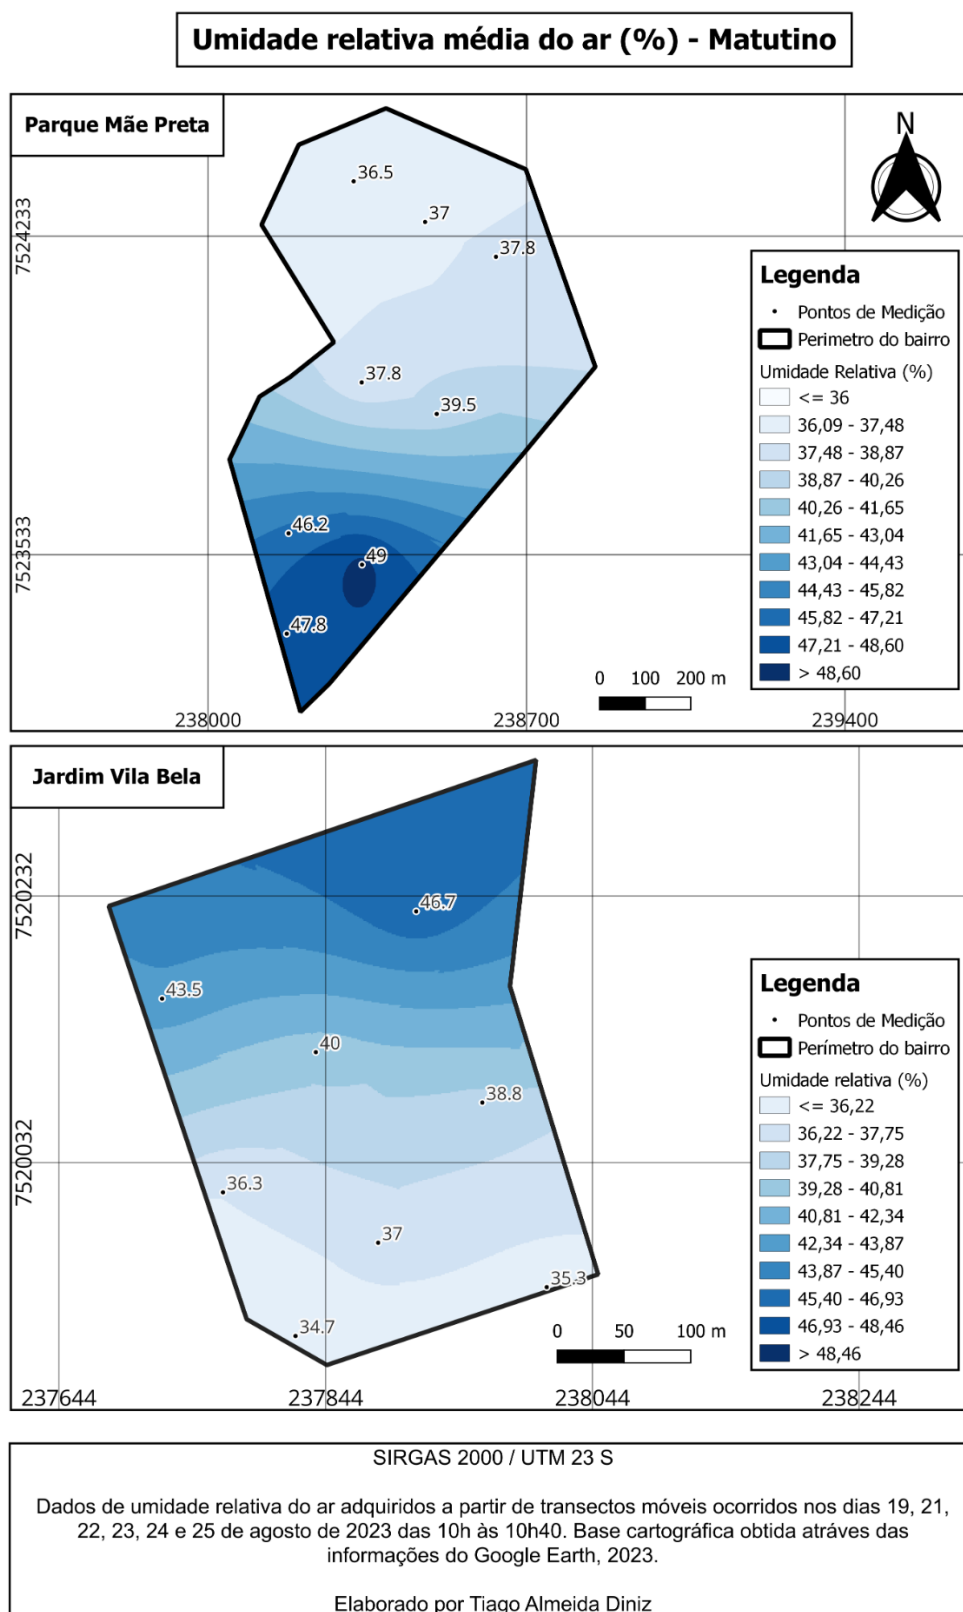 Umidade relativa média do ar (%) - Matutino
Parque Mãe Preta
N
7524233
7523533
36.5
37
37.8
37.8
39.5
46.2
49
47.8
Legenda
Pontos de Medição
Perimetro do bairro
Umidade Relativa (%)
<= 36
36,09 - 37,48
37,48 - 38,87
38,87 - 40,26
40,26 - 41,65
41,65 - 43,04
43,04 - 44,43
44,43 - 45,82
45,82 - 47,21
47,21 - 48,60
> 48,60
0 100 200 m
238000 238700 239400
Jardim Vila Bela
7520232
7520032
46.7
43.5
40
38.8
36.3
37
35.3
34.7
Legenda
Pontos de Medição
Perímetro do bairro
Umidade relativa (%)
<= 36,22
36,22 - 37,75
37,75 - 39,28
39,28 - 40,81
40,81 - 42,34
42,34 - 43,87
43,87 - 45,40
45,40 - 46,93
46,93 - 48,46
> 48,46
0 50 100 m
237644 237844 238044 238244
SIRGAS 2000 / UTM 23 S
Dados de umidade relativa do ar adquiridos a partir de transectos móveis ocorridos nos dias 19, 21,
22, 23, 24 e 25 de agosto de 2023 das 10h às 10h40. Base cartográfica obtida atráves das
informações do Google Earth, 2023.
Elaborado por Tiago Almeida Diniz